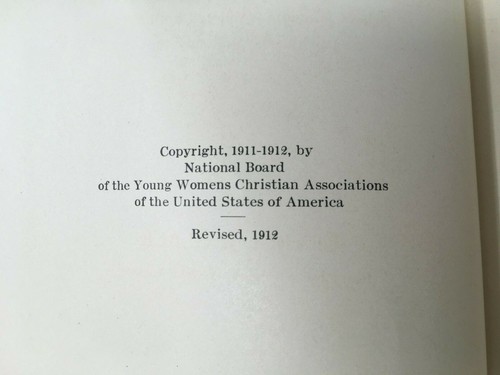 Copyright, 1911-1912, by
National Board
of the Young Womens Christian Associations
of the United States of America
Revised, 1912